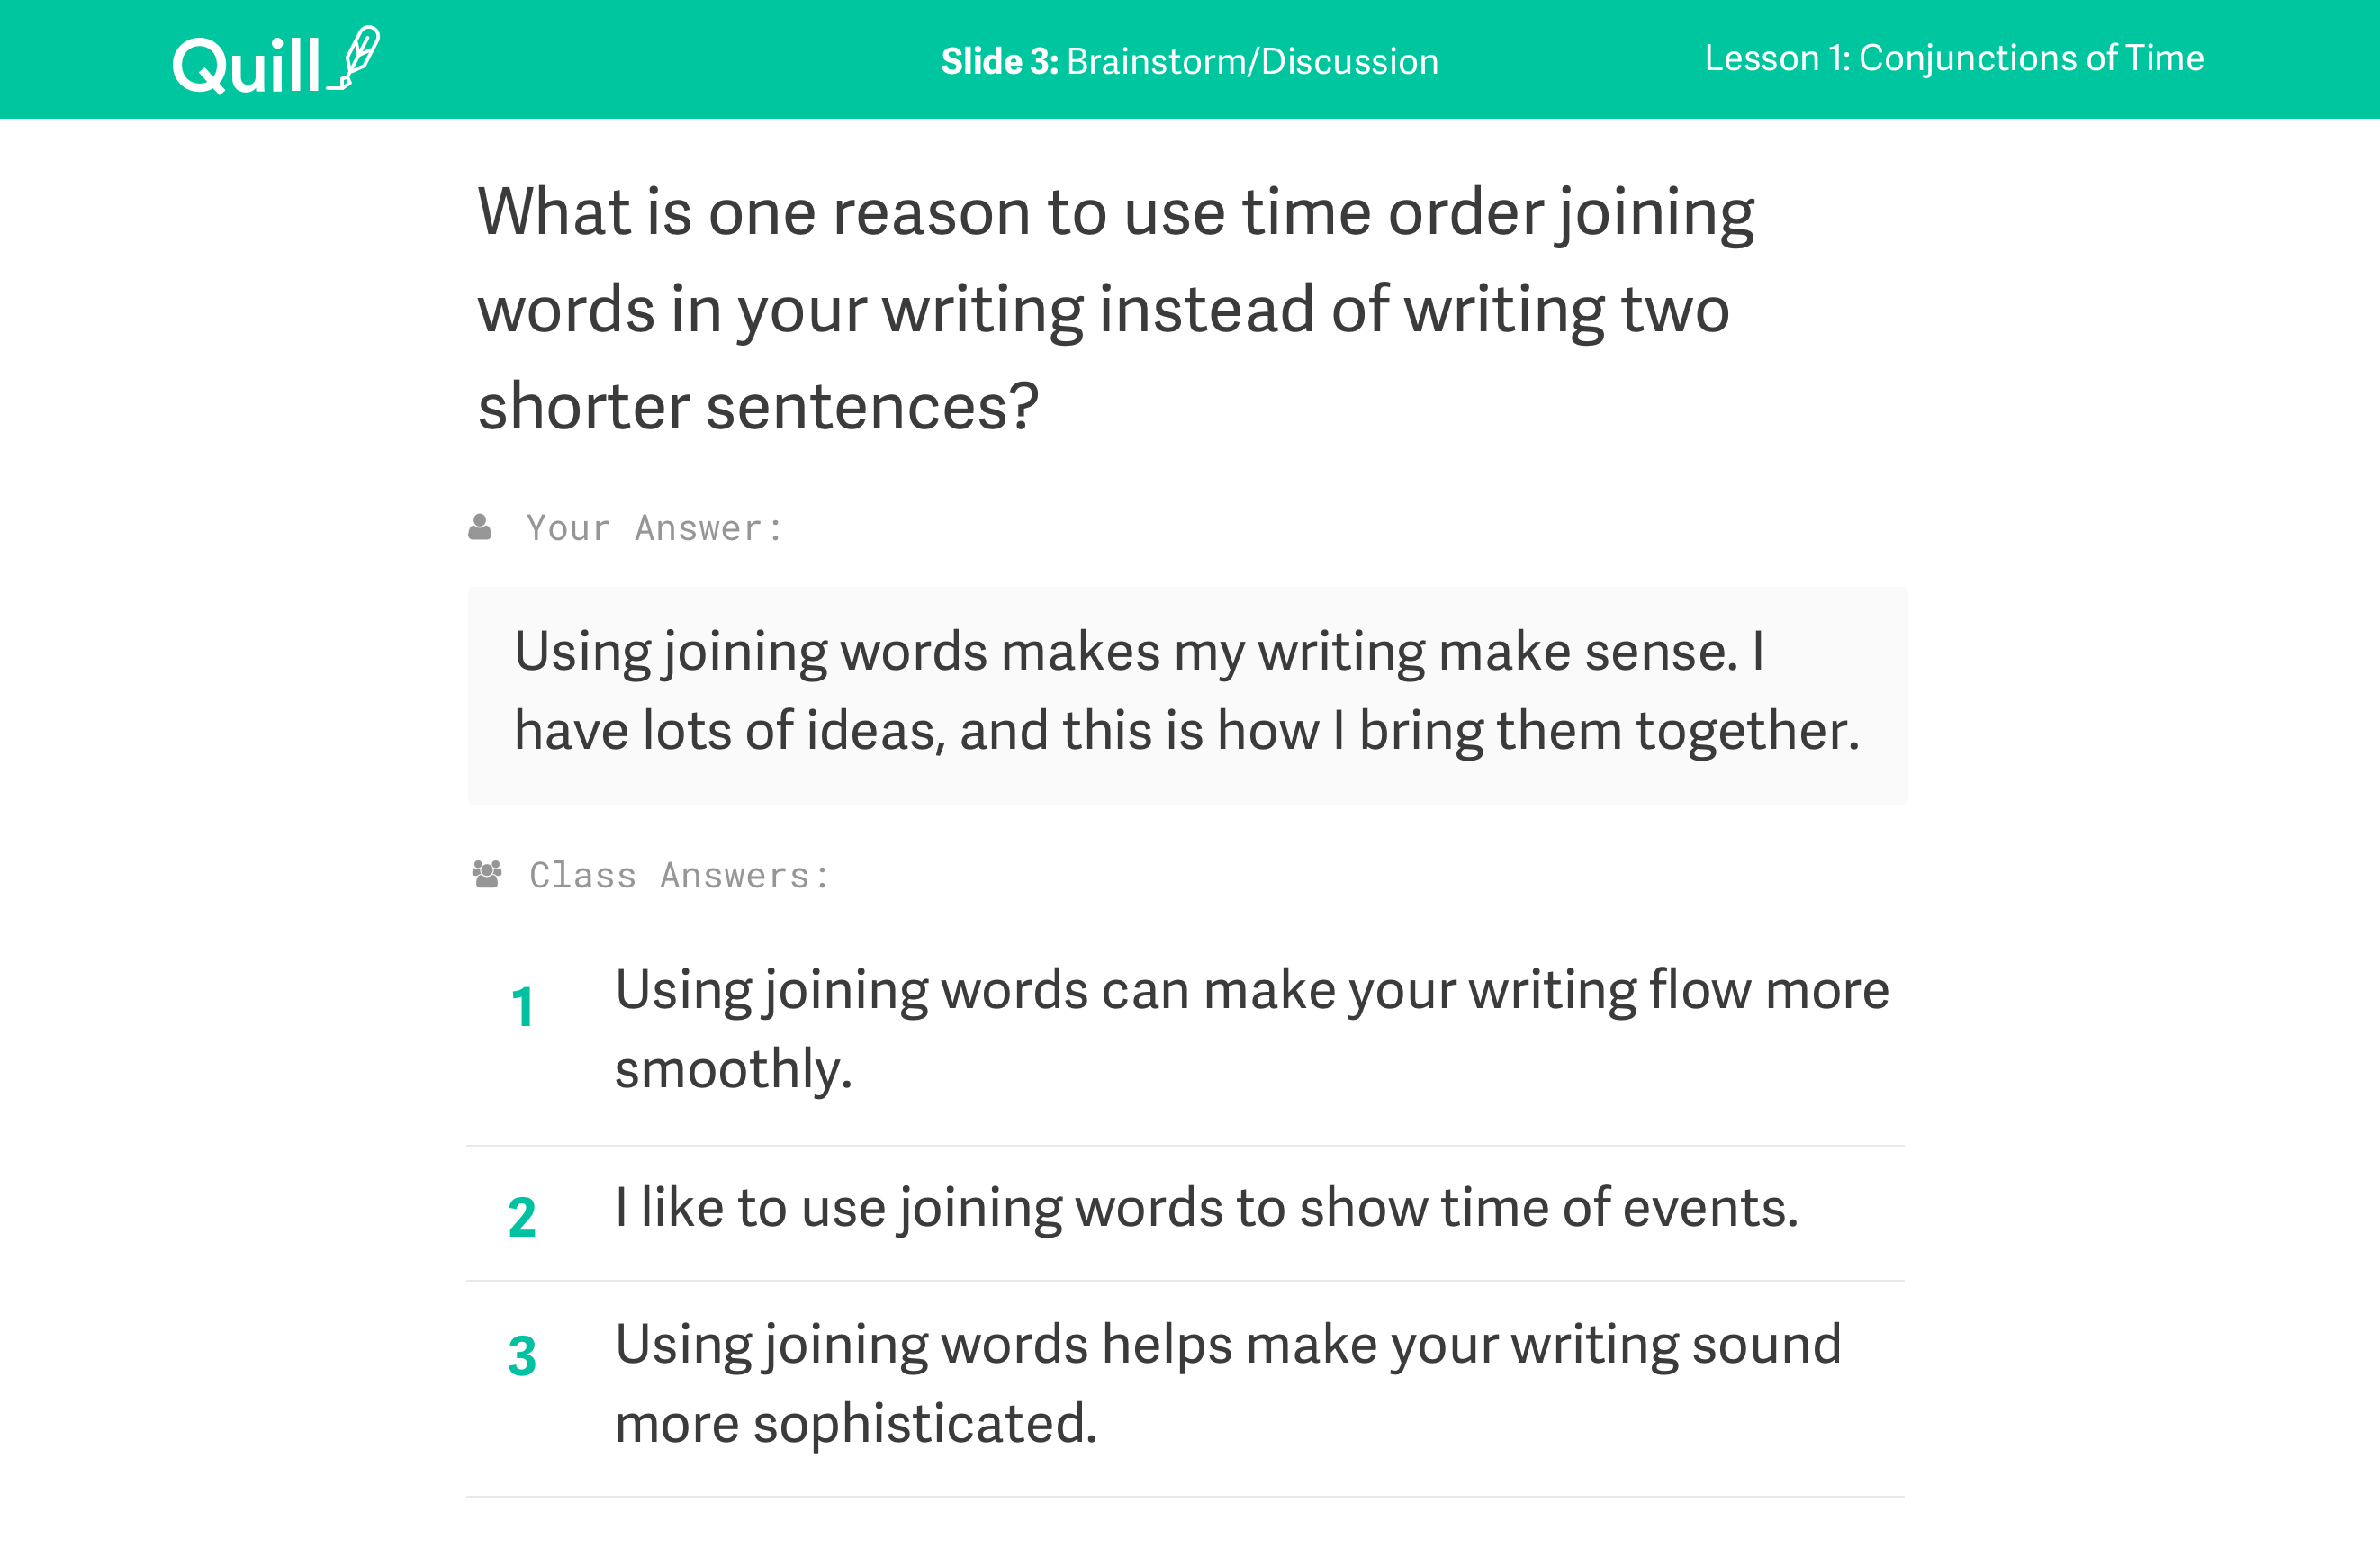 Quill
Slide 3: Brainstorm/Discussion
Lesson 1: Conjunctions of Time
What is one reason to use time order joining
words in your writing instead of writing two
shorter sentences?
Your Answer:
Using joining words makes my writing make sense. I
have lots of ideas, and this is how I bring them together.
Class Answers:
1 Using joining words can make your writing flow more
smoothly.
2 I like to use joining words to show time of events.
3 Using joining words helps make your writing sound
more sophisticated.